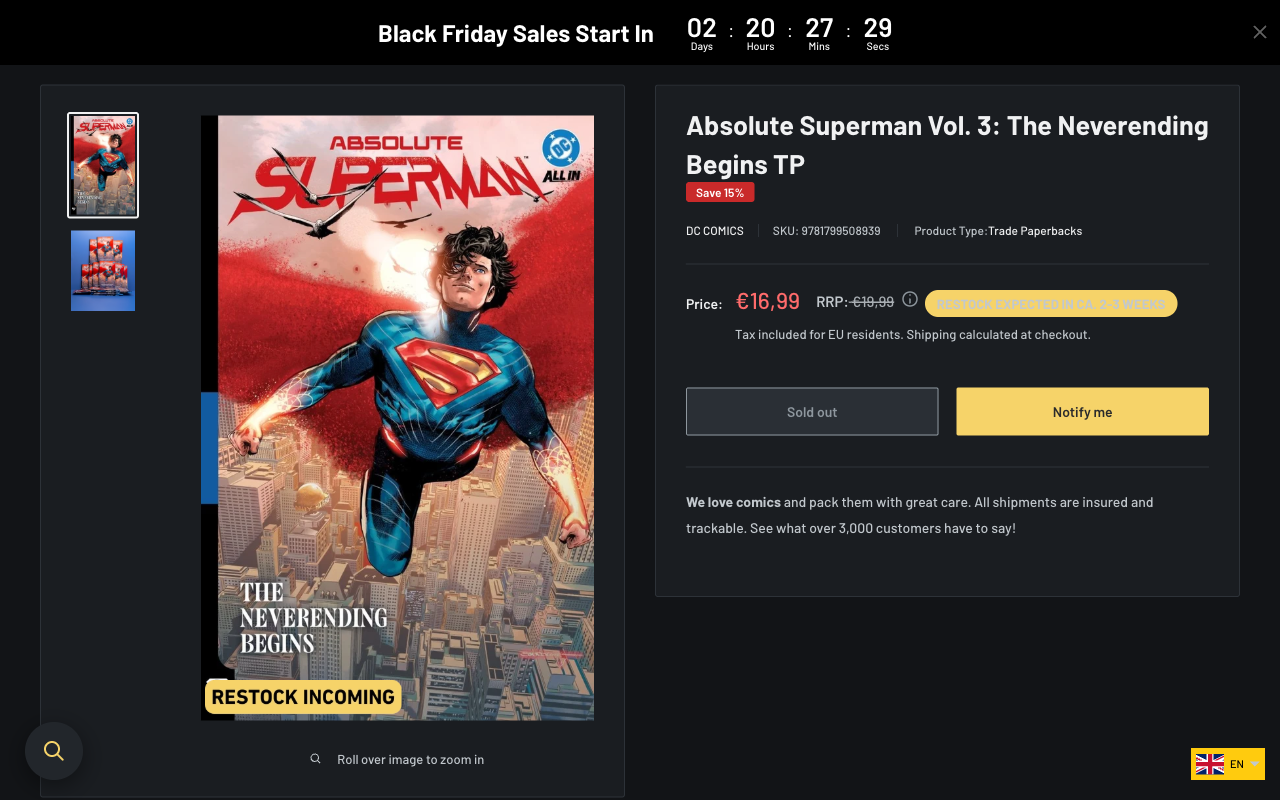 Black Friday Sales Start In
02 : 20 : 27 : 29
Days Hours Mins Secs
ABSOLUTE
SUPERMAN™
DC
ALL IN
THE
NEVERENDING
BEGINS
RESTOCK INCOMING
Roll over image to zoom in
Absolute Superman Vol. 3: The Neverending
Begins TP
Save 15%
DC COMICS
SKU: 9781799508939
Product Type:Trade Paperbacks
Price: €16,99 RRP: €19,99
RESTOCK EXPECTED IN CA. 2-3 WEEKS
Tax included for EU residents. Shipping calculated at checkout.
Sold out
Notify me
We love comics and pack them with great care. All shipments are insured and
trackable. See what over 3,000 customers have to say!
EN